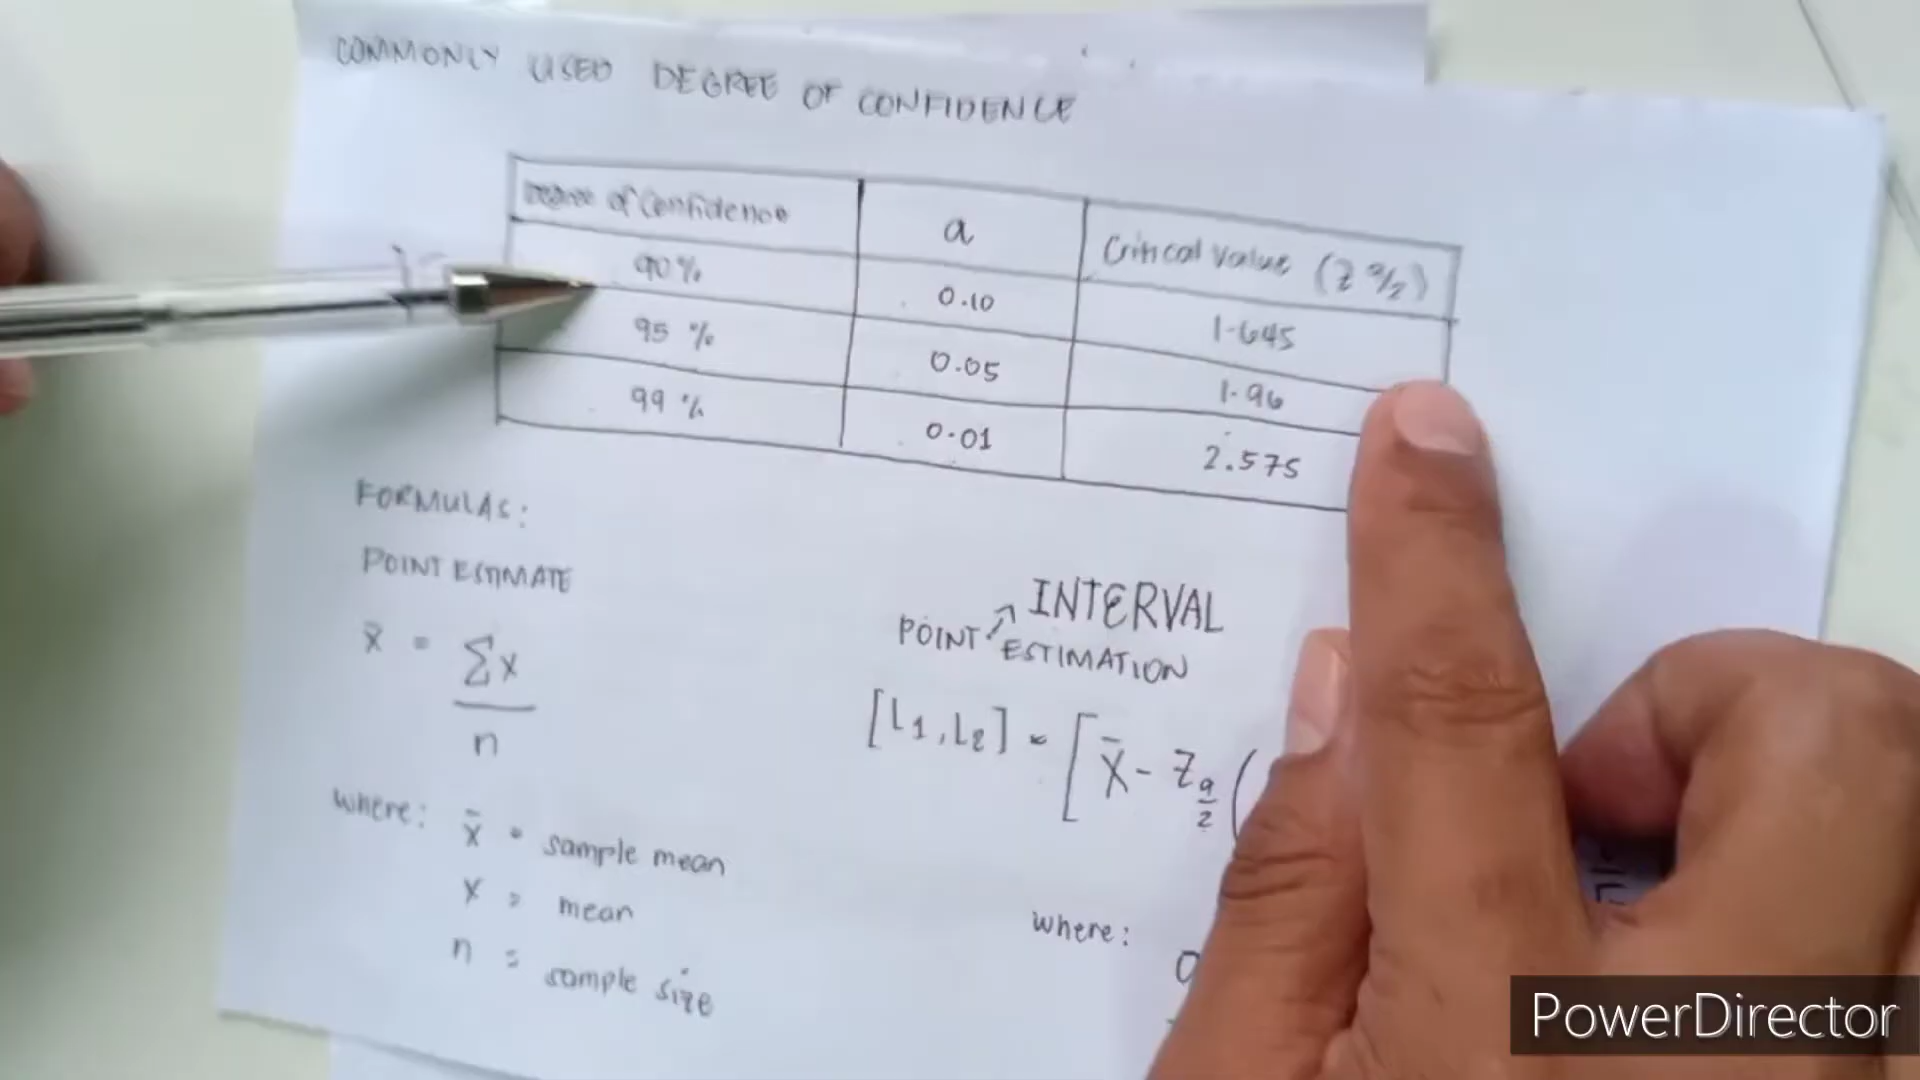 COMMONLY USED DEGREE OF CONFIDENCE
Degree of Confidence a Critical Value (Z a/2)
90% 0.10 1.645
95 % 0.05 1.96
99 % 0.01 2.575
FORMULAS:
POINT ESTIMATE
x̄ = Σx
n
where: x̄ = sample mean
x = mean
n = sample size
INTERVAL
POINT ESTIMATION
[L1, L2] = [x̄ - Z a/2 (
where:
PowerDirector